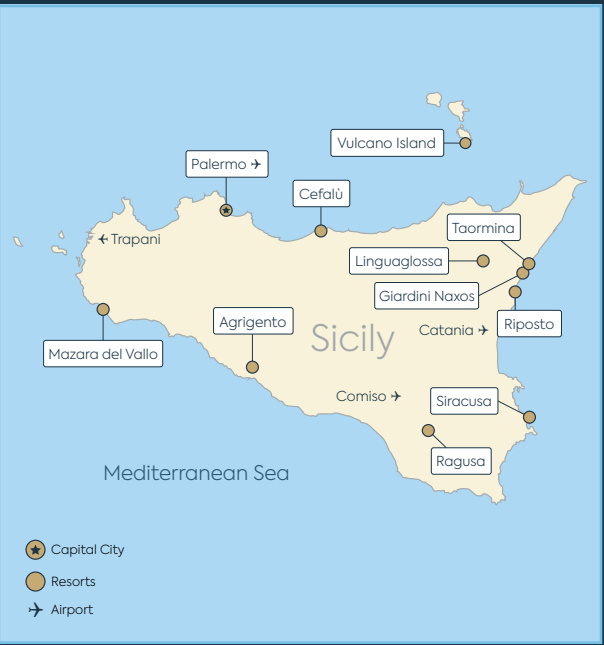 Vulcano Island
Palermo
Cefalù
Taormina
Trapani
Linguaglossa
Giardini Naxos
Agrigento
Riposto
Catania
Sicily
Mazara del Vallo
Comiso
Siracusa
Ragusa
Mediterranean Sea
Capital City
Resorts
Airport